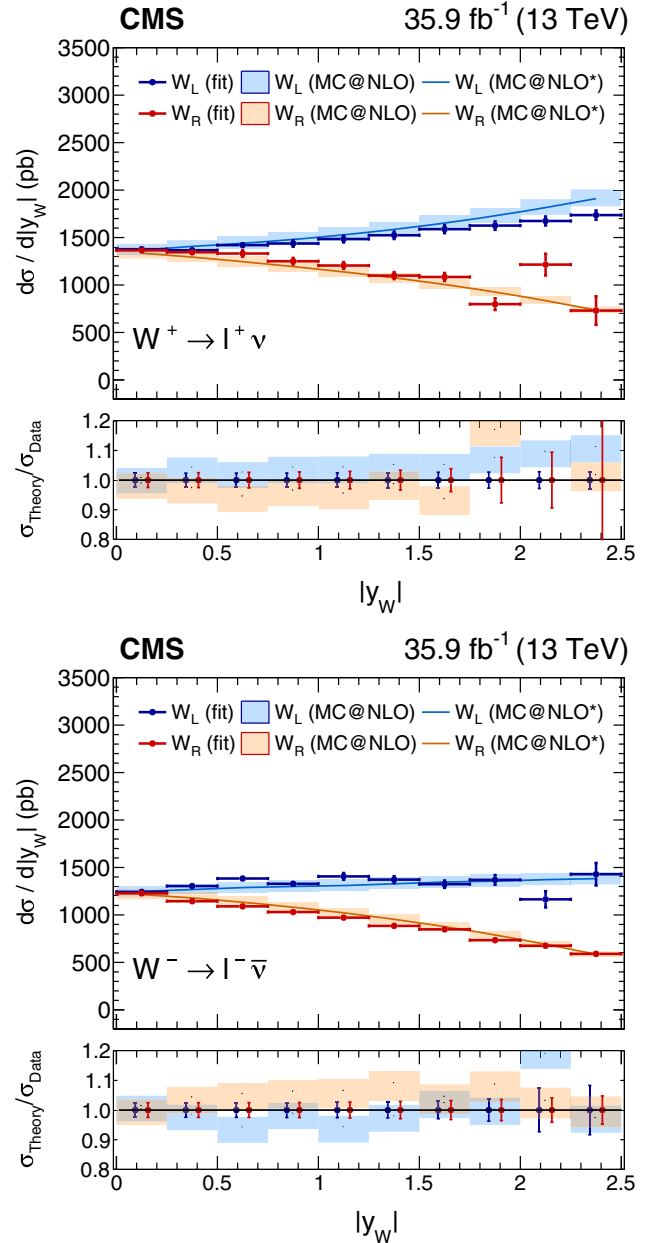 CMS 35.9 fb⁻¹ (13 TeV)
3500
W_L (fit) W_L (MC@NLO) W_L (MC@NLO*)
3000
W_R (fit) W_R (MC@NLO) W_R (MC@NLO*)
2500
2000
1500
1000
500
0
dσ / d|y_W| (pb)
W⁺ → l⁺ ν
1.2
1.1
1.0
0.9
0.8
σ_Theory/σ_Data
0 0.5 1 1.5 2 2.5
|y_W|
CMS 35.9 fb⁻¹ (13 TeV)
3500
W_L (fit) W_L (MC@NLO) W_L (MC@NLO*)
3000
W_R (fit) W_R (MC@NLO) W_R (MC@NLO*)
2500
2000
1500
1000
500
0
dσ / d|y_W| (pb)
W⁻ → l⁻ ν̄
1.2
1.1
1.0
0.9
0.8
σ_Theory/σ_Data
0 0.5 1 1.5 2 2.5
|y_W|